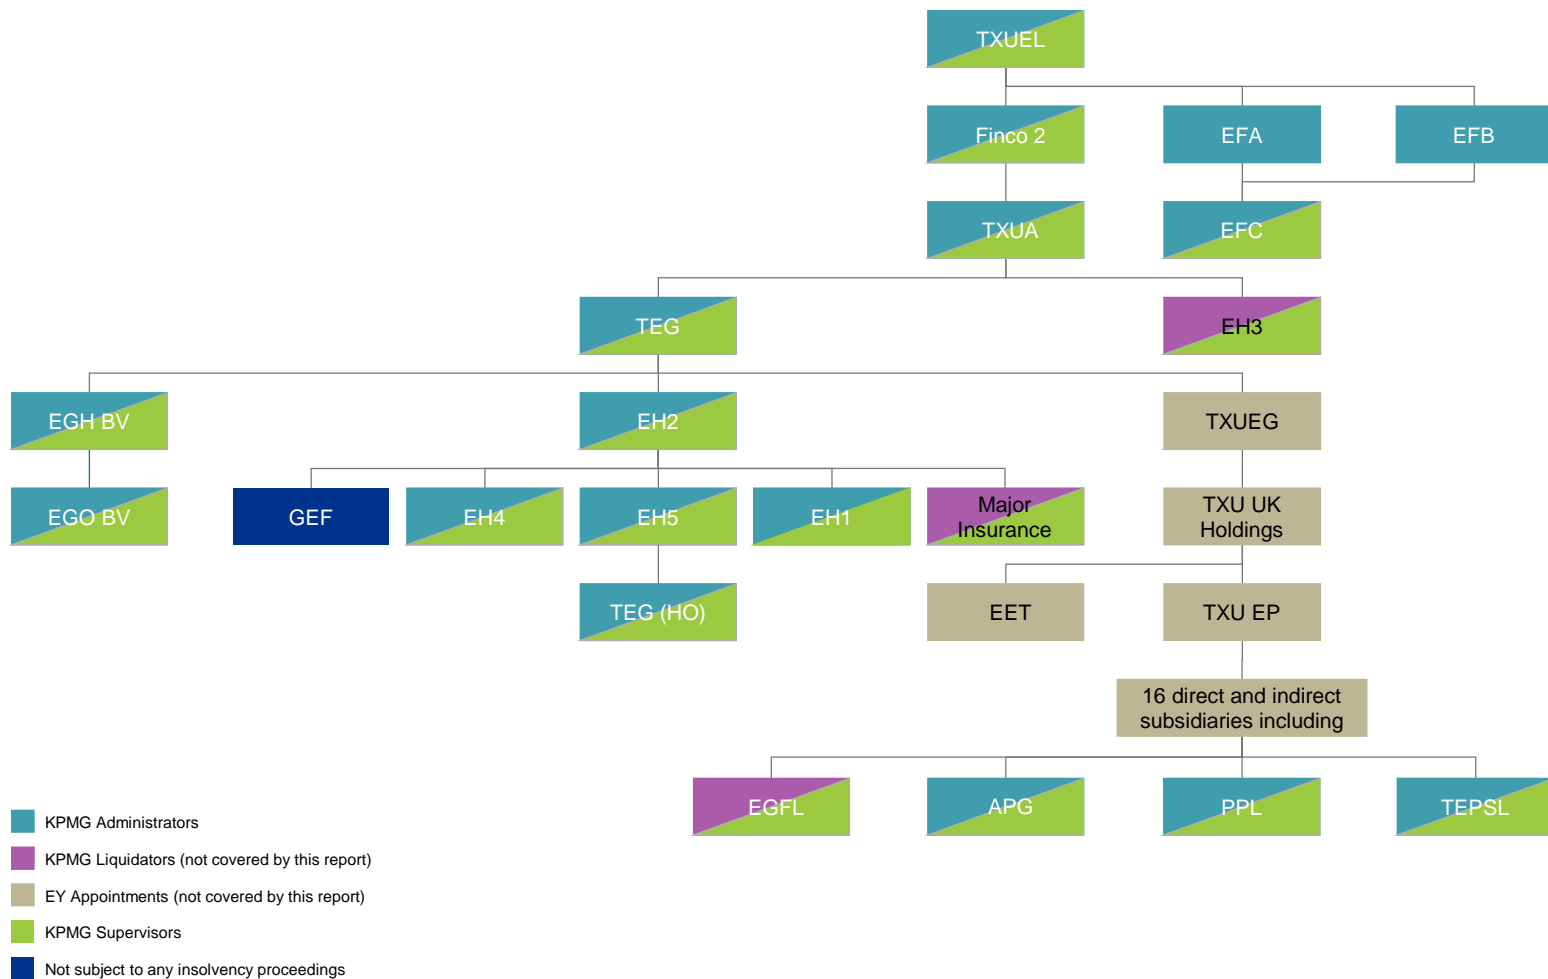 TXUEL
Finco 2
EFA
EFB
TXUA
EFC
TEG
EH3
EGH BV
EH2
TXUEG
EGO BV
GEF
EH4
EH5
EH1
Major
Insurance
TXU UK
Holdings
TEG (HO)
EET
TXU EP
16 direct and indirect
subsidiaries including
EGFL
APG
PPL
TEPSL
KPMG Administrators
KPMG Liquidators (not covered by this report)
EY Appointments (not covered by this report)
KPMG Supervisors
Not subject to any insolvency proceedings